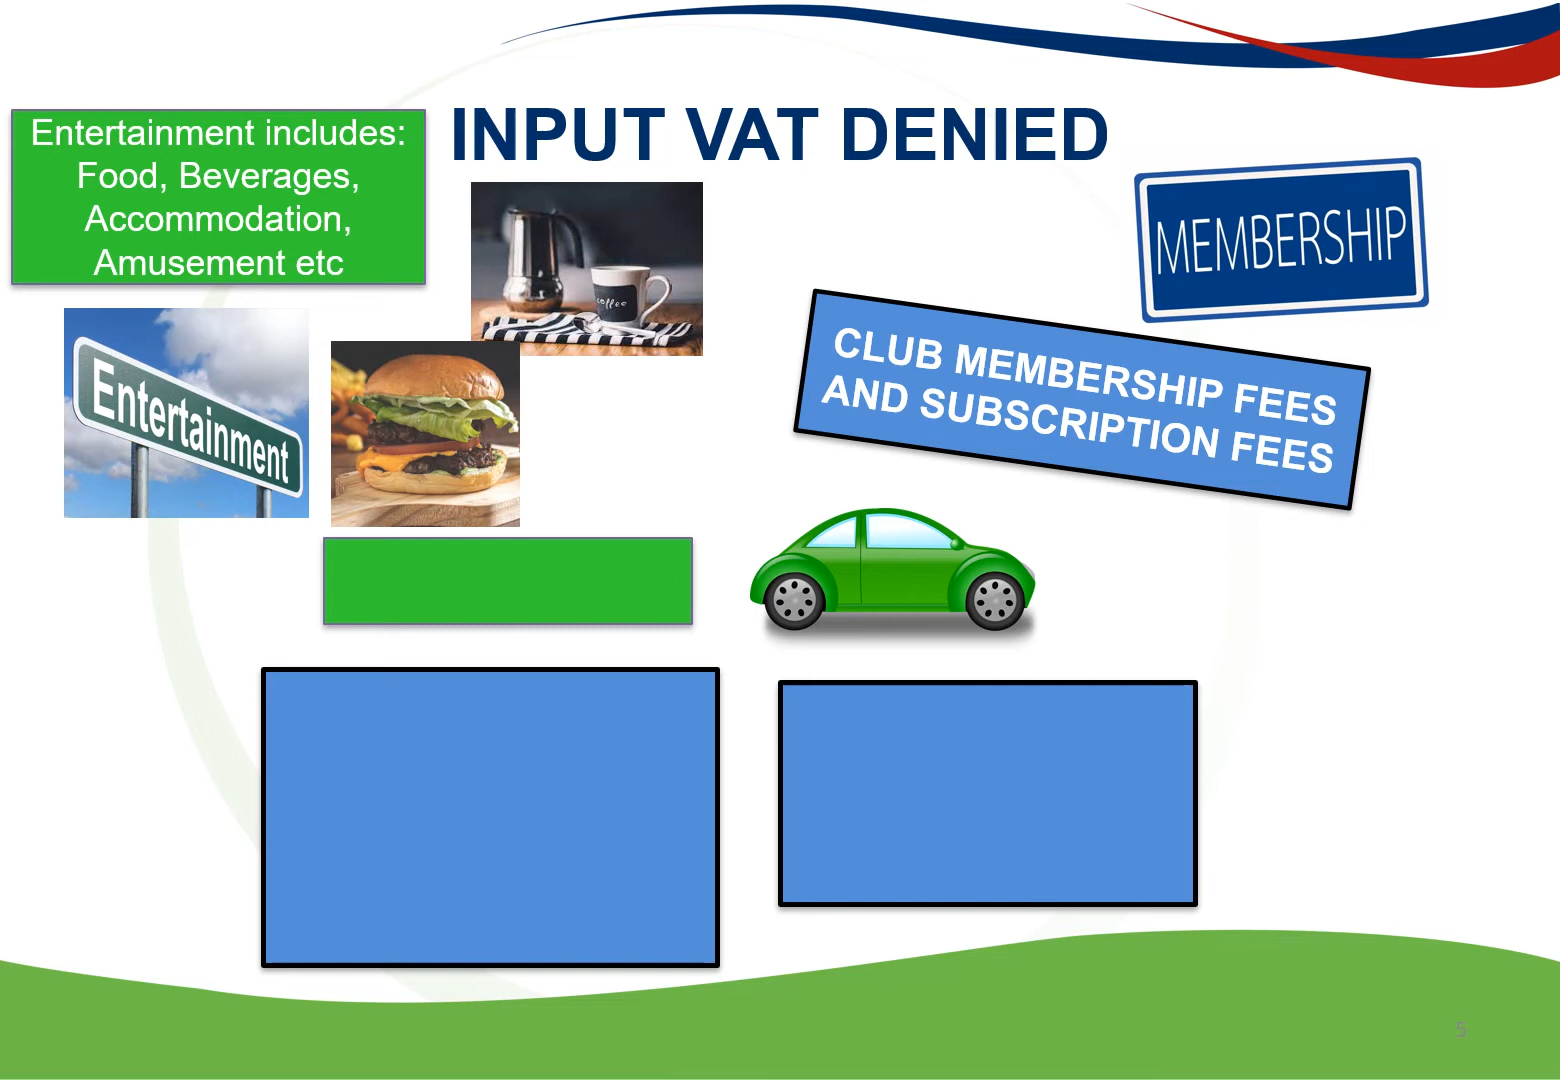 INPUT VAT DENIED
Entertainment includes:
Food, Beverages,
Accommodation,
Amusement etc
MEMBERSHIP
coffee
Entertainment
CLUB MEMBERSHIP FEES
AND SUBSCRIPTION FEES
5